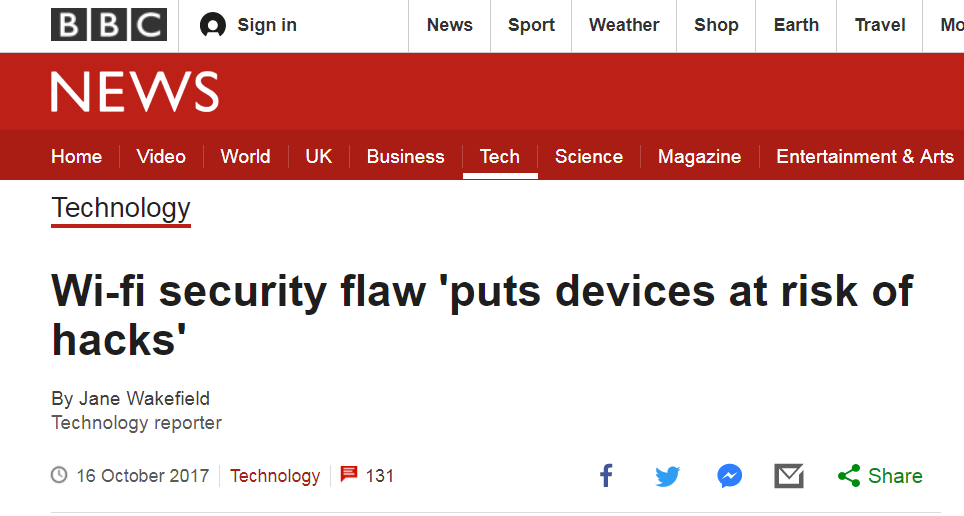 BBC Sign in News Sport Weather Shop Earth Travel Mo
NEWS
Home Video World UK Business Tech Science Magazine Entertainment & Arts
Technology
Wi-fi security flaw 'puts devices at risk of
hacks'
By Jane Wakefield
Technology reporter
16 October 2017 Technology 131 Share